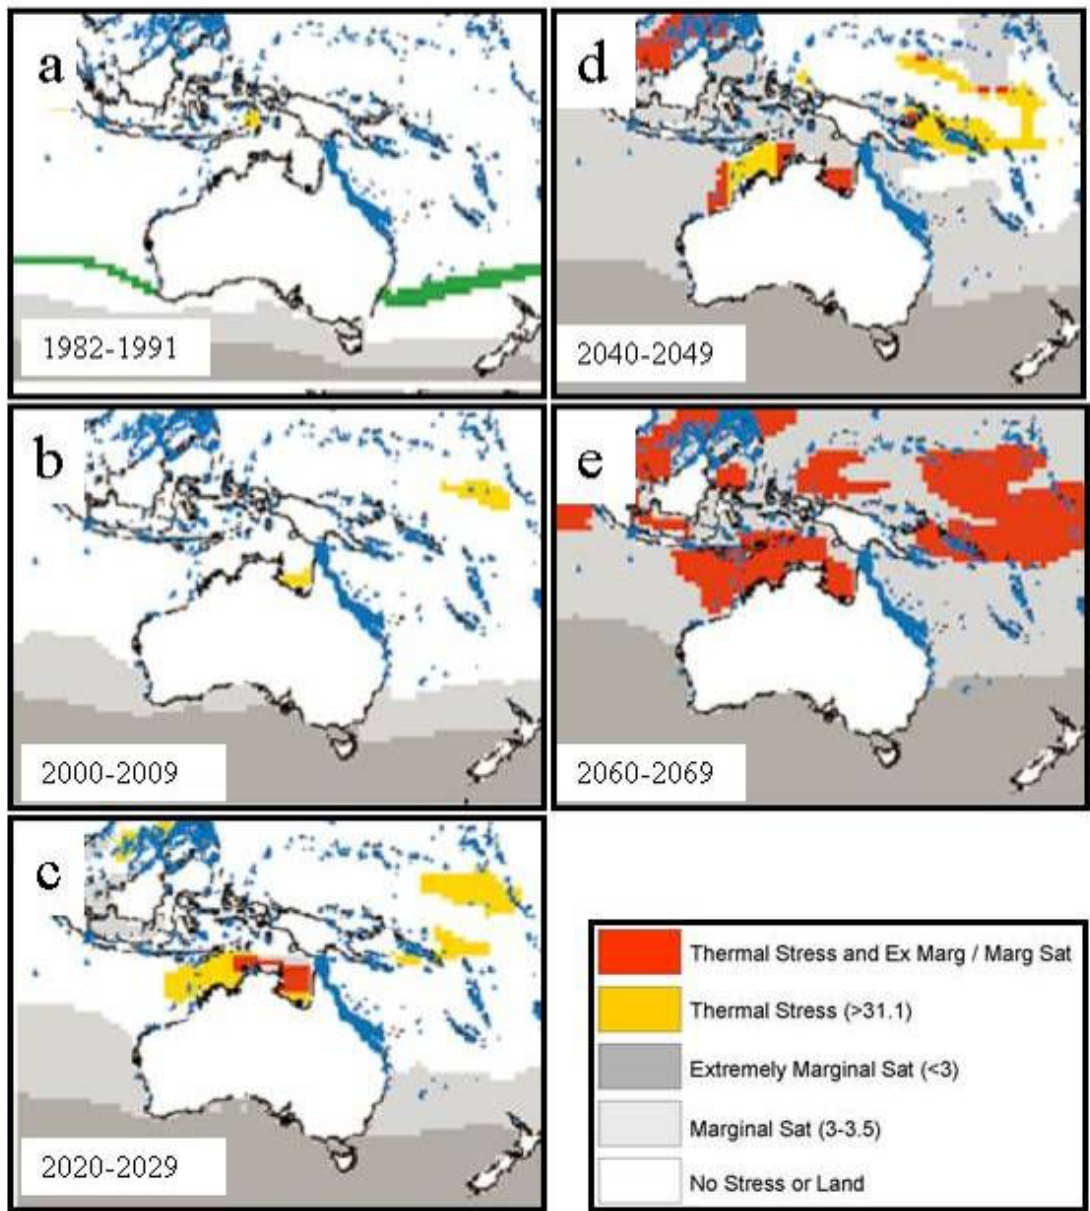 a
1982-1991
b
2000-2009
c
2020-2029
d
2040-2049
e
2060-2069
Thermal Stress and Ex Marg / Marg Sat
Thermal Stress (>31.1)
Extremely Marginal Sat (<3)
Marginal Sat (3-3.5)
No Stress or Land